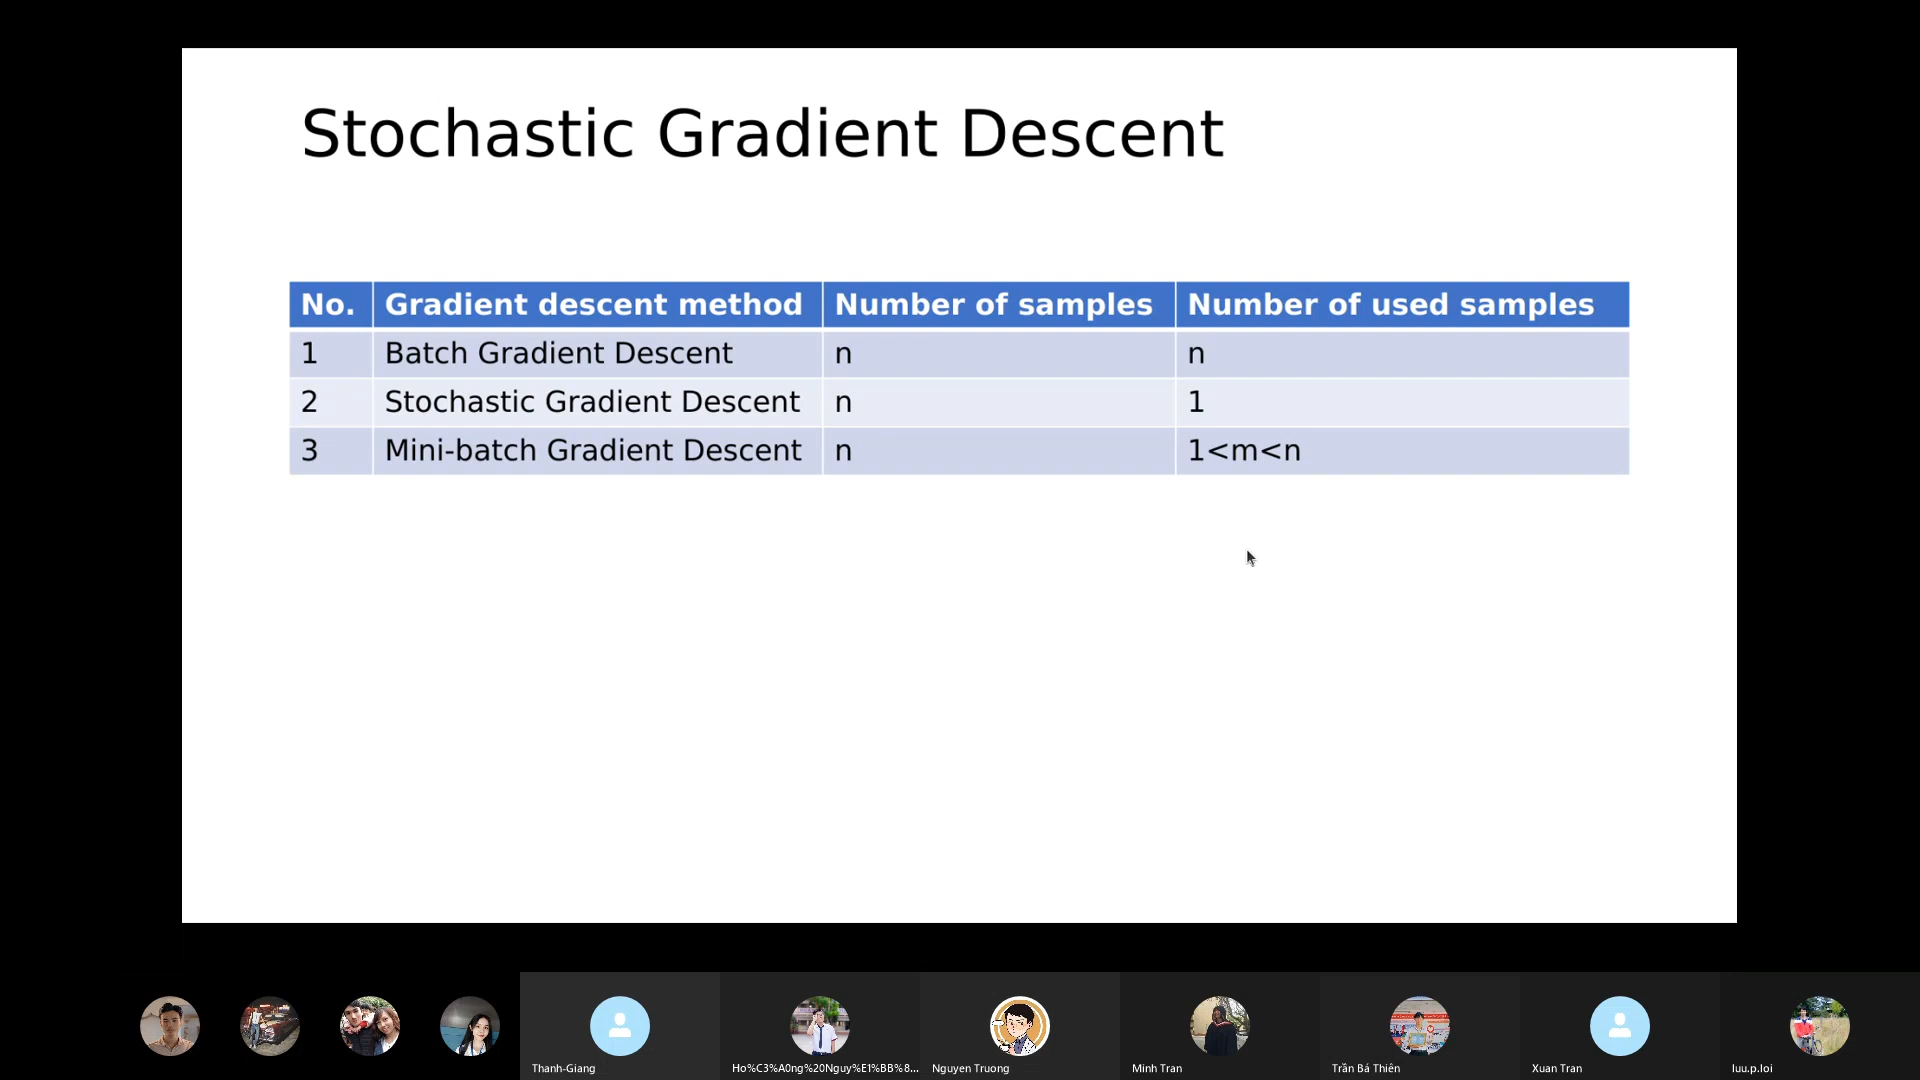 Stochastic Gradient Descent
No. Gradient descent method Number of samples Number of used samples
1 Batch Gradient Descent n n
2 Stochastic Gradient Descent n 1
3 Mini-batch Gradient Descent n 1<m<n
Thanh-Giang Ho%C3%A0ng%20Nguy%E1%BB%8... Nguyen Truong Minh Tran Trần Bá Thiên Xuan Tran luu.p.loi